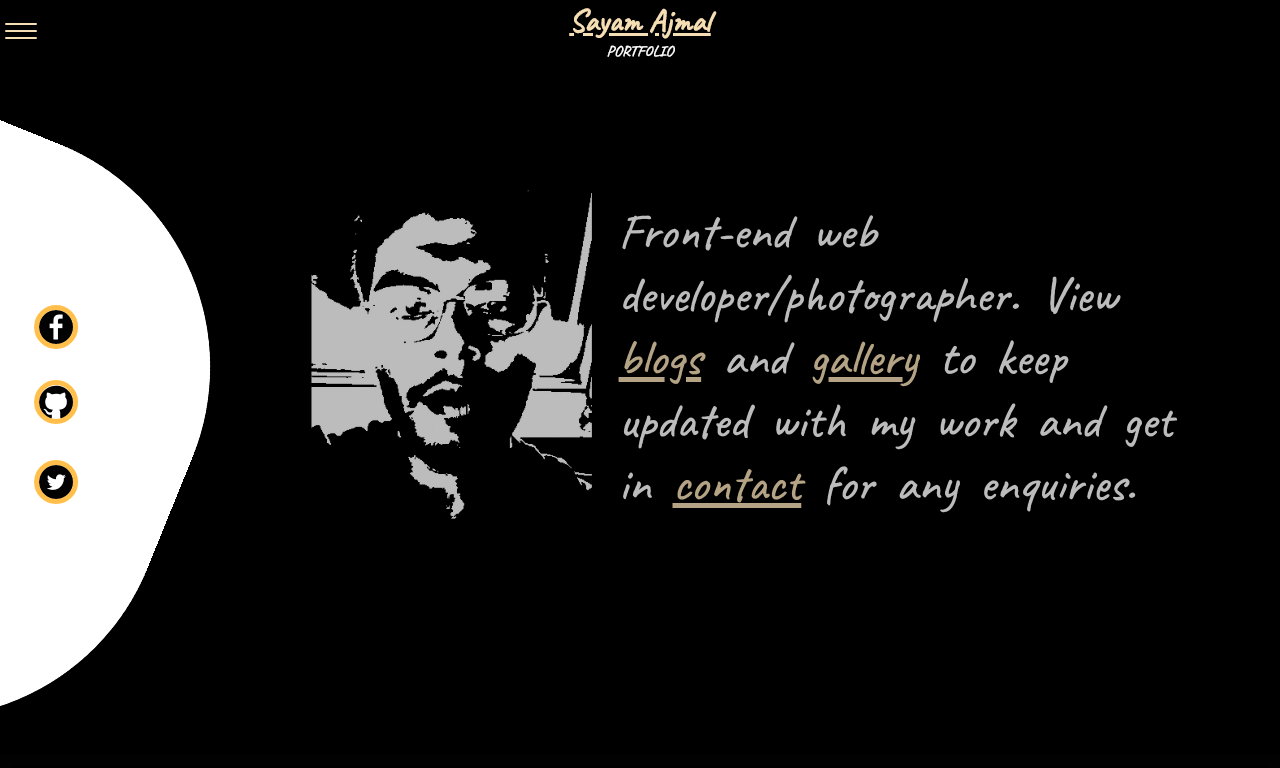 Sayam Ajmal
PORTFOLIO
Front-end web
developer/photographer. View
blogs and gallery to keep
updated with my work and get
in contact for any enquiries.